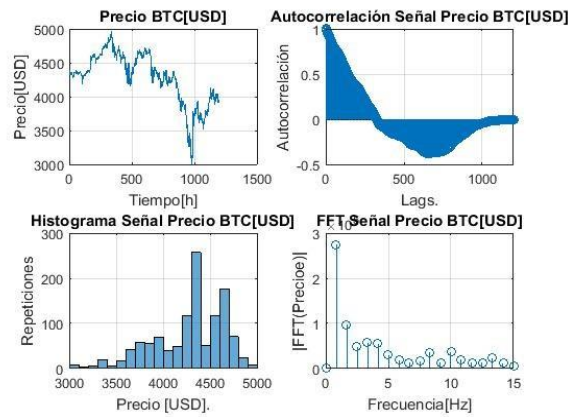 Precio BTC[USD]
Precio[USD]
5000
4500
4000
3500
3000
0
500
1000
1500
Tiempo[h]
Autocorrelación Señal Precio BTC[USD]
Autocorrelación
1
0.5
0
-0.5
0
500
1000
Lags.
Histograma Señal Precio BTC[USD]
Repeticiones
300
200
100
0
3000
3500
4000
4500
5000
Precio [USD].
FFT Señal Precio BTC[USD]
|FFT(Precioe)|
3
2
1
0
0
5
10
15
Frecuencia[Hz]